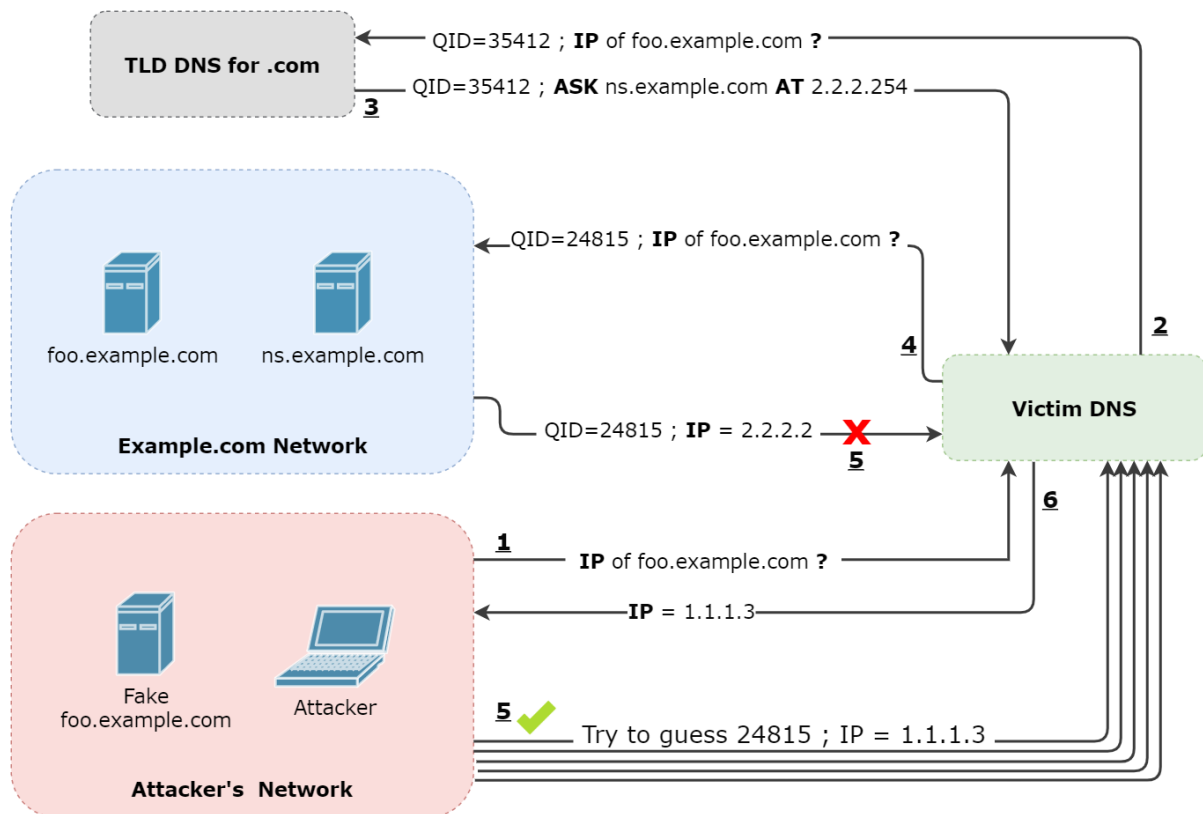 QID=35412 ; IP of foo.example.com ?
TLD DNS for .com
QID=35412 ; ASK ns.example.com AT 2.2.2.254
3
QID=24815 ; IP of foo.example.com ?
2
4
foo.example.com
ns.example.com
Victim DNS
QID=24815 ; IP = 2.2.2.2
X
5
Example.com Network
6
1
IP of foo.example.com ?
IP = 1.1.1.3
Fake
foo.example.com
Attacker
5
Try to guess 24815 ; IP = 1.1.1.3
Attacker's Network